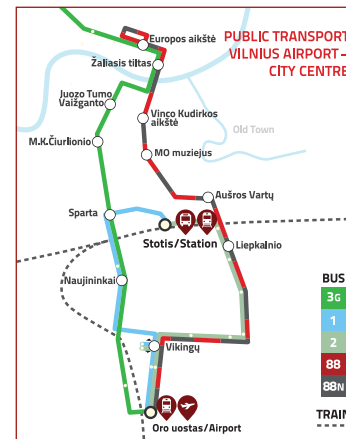 PUBLIC TRANSPORT
VILNIUS AIRPORT–
CITY CENTRE
Europos aikštė
Žaliasis tiltas
Juozo Tumo
Vaižganto
Vinco Kudirkos
aikštė
Old Town
M.K.Čiurlionio
MO muziejus
Aušros Vartų
Sparta
Stotis/Station
Liepkalnio
Naujininkai
Vikingų
Oro uostas/Airport
BUS
3G
1
2
88
88N
TRAIN